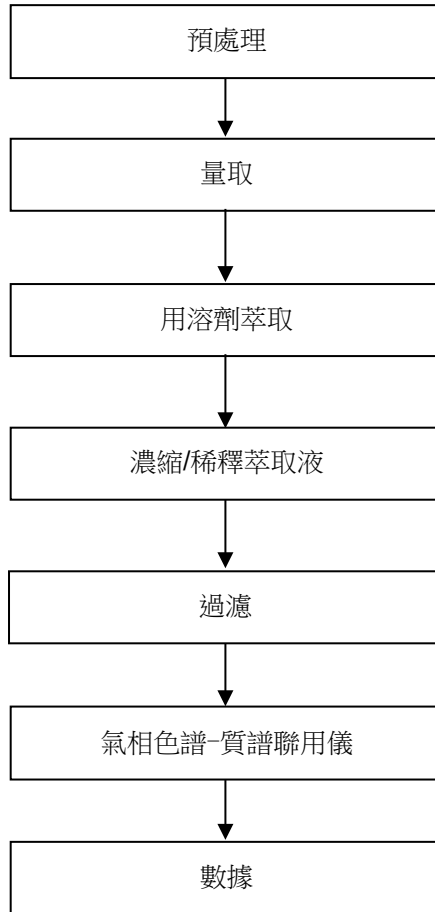 預處理
量取
用溶劑萃取
濃縮/稀釋萃取液
過濾
氣相色譜-質譜聯用儀
數據